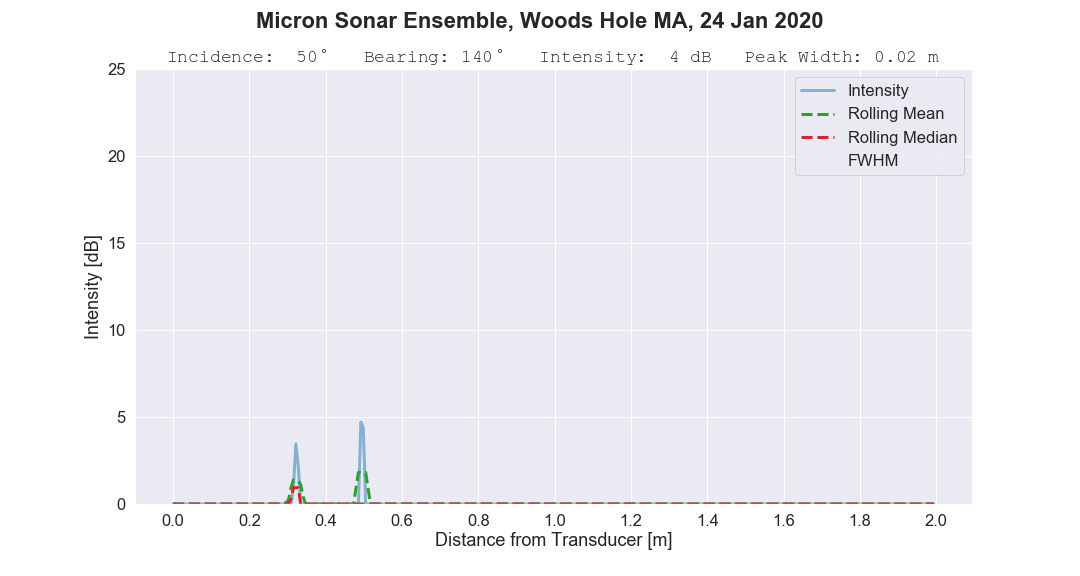 Micron Sonar Ensemble, Woods Hole MA, 24 Jan 2020
Incidence:  50°   Bearing: 140°   Intensity:  4 dB   Peak Width: 0.02 m
25
20
15
10
5
0
Intensity [dB]
Intensity
Rolling Mean
Rolling Median
FWHM
0.0 0.2 0.4 0.6 0.8 1.0 1.2 1.4 1.6 1.8 2.0
Distance from Transducer [m]